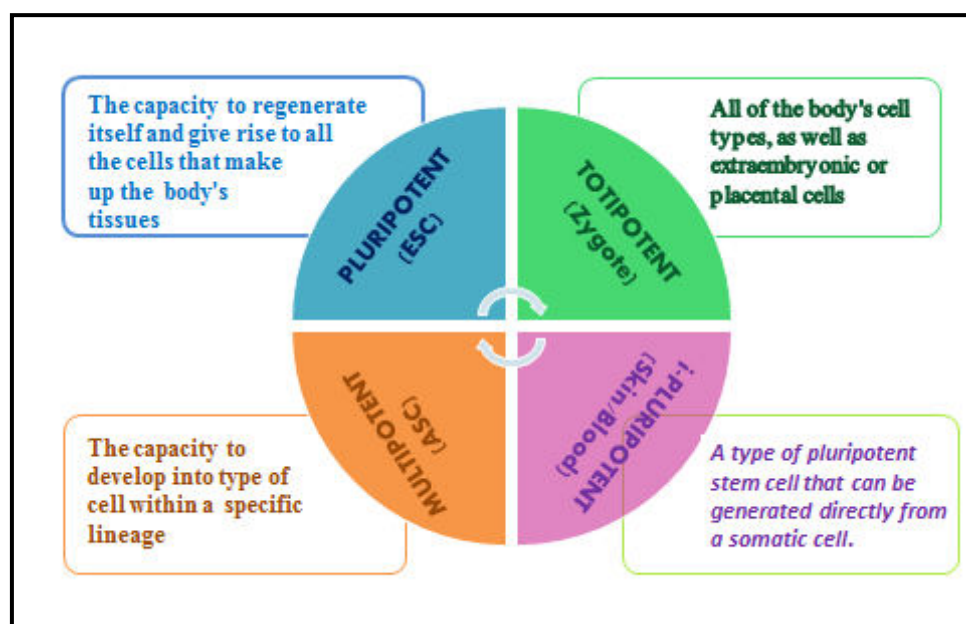 The capacity to regenerate
itself and give rise to all
the cells that make
up the body's
tissues
PLURIPOTENT
(ESC)
TOTIPOTENT
(Zygote)
All of the body's cell
types, as well as
extraembryonic or
placental cells
The capacity to
develop into type of
cell within a specific
lineage
MULTIPOTENT
(ASC)
i-PLURIPOTENT
(Skin/Blood)
A type of pluripotent
stem cell that can be
generated directly from
a somatic cell.